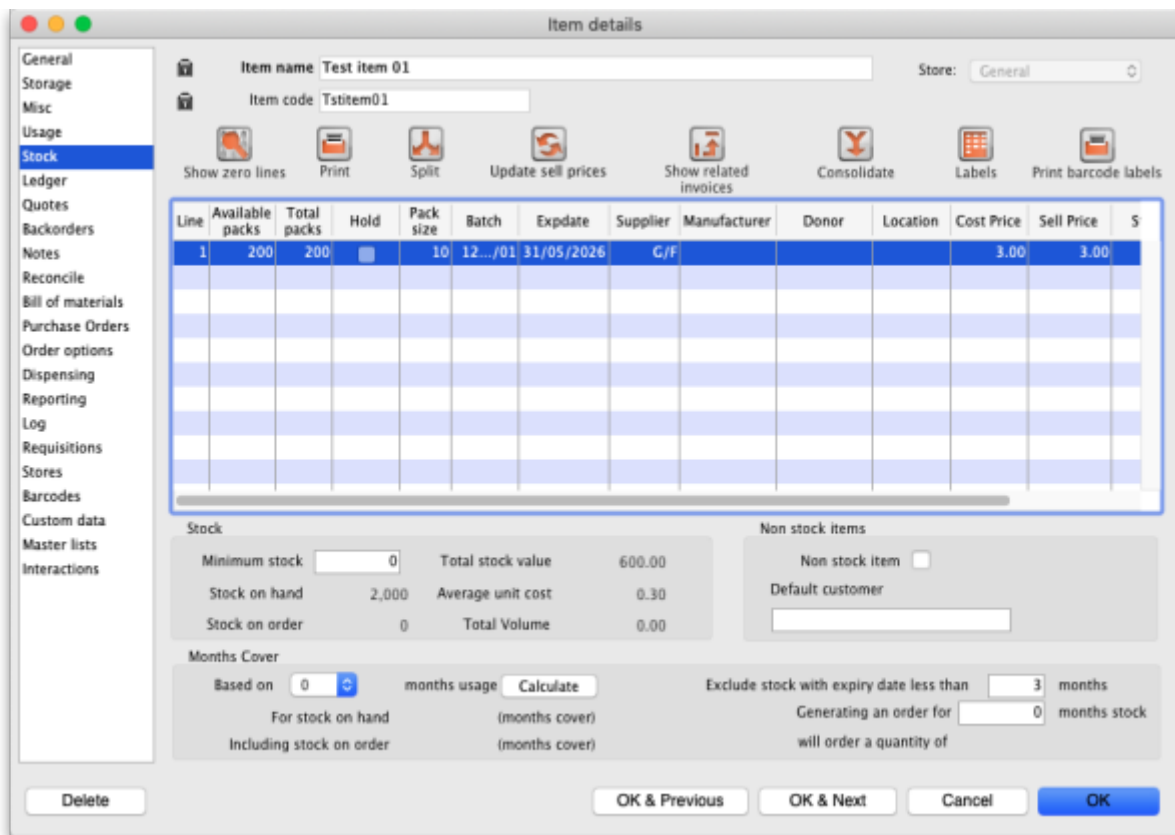 Item details
General
Storage
Misc
Usage
Stock
Ledger
Quotes
Backorders
Notes
Reconcile
Bill of materials
Purchase Orders
Order options
Dispensing
Reporting
Log
Requisitions
Stores
Barcodes
Custom data
Master lists
Interactions
Item name Test item 01 Store: General
Item code Tstitem01
Show zero lines Print Split Update sell prices Show related invoices Consolidate Labels Print barcode labels
Line Available packs Total packs Hold Pack size Batch Expdate Supplier Manufacturer Donor Location Cost Price Sell Price S
1 200 200 10 12.../01 31/05/2026 G/F 3.00 3.00
Stock Non stock items
Minimum stock 0 Total stock value 600.00 Non stock item
Stock on hand 2,000 Average unit cost 0.30 Default customer
Stock on order 0 Total Volume 0.00
Months Cover
Based on 0 months usage Calculate Exclude stock with expiry date less than 3 months
For stock on hand (months cover) Generating an order for 0 months stock
Including stock on order (months cover) will order a quantity of
Delete OK & Previous OK & Next Cancel OK